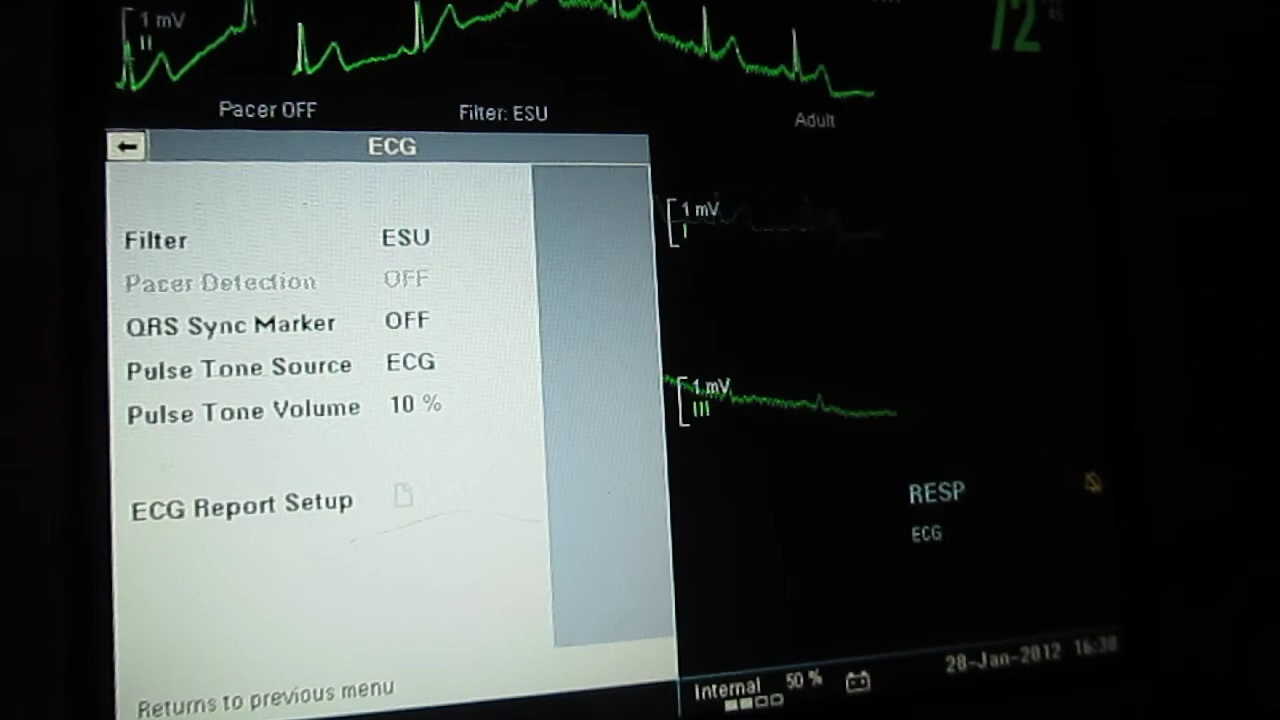 1 mV
II
72
Pacer OFF
Filter: ESU
Adult
ECG
Filter ESU
Pacer Detection OFF
QRS Sync Marker OFF
Pulse Tone Source ECG
Pulse Tone Volume 10 %
ECG Report Setup
Returns to previous menu
1 mV
I
1 mV
III
RESP
ECG
Internal 50 %
28-Jan-2012 16:38